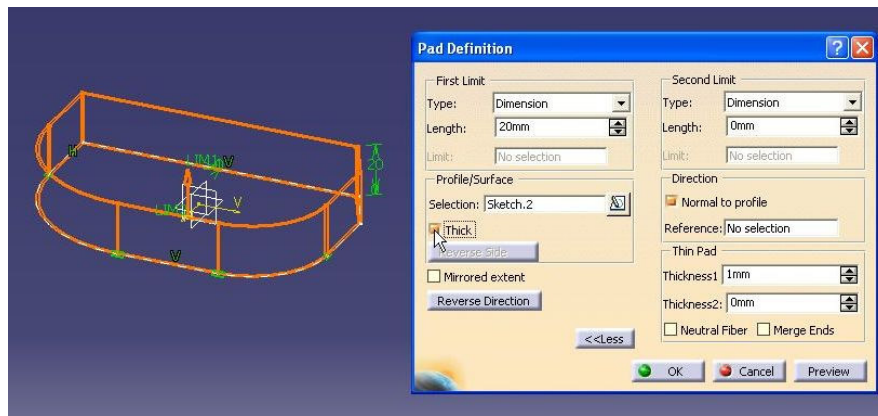 Pad Definition
First Limit
Type: Dimension
Length: 20mm
Limit: No selection
Profile/Surface
Selection: Sketch.2
Thick
Reverse Side
Mirrored extent
Reverse Direction
<<Less
Second Limit
Type: Dimension
Length: 0mm
Limit: No selection
Direction
Normal to profile
Reference: No selection
Thin Pad
Thickness1 1mm
Thickness2: 0mm
Neutral Fiber Merge Ends
OK Cancel Preview
H
V
20
V
V